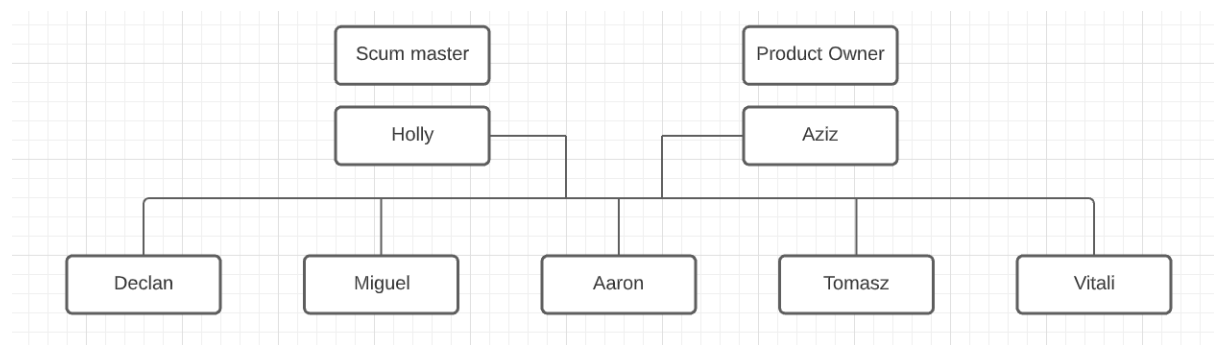 Scum master
Product Owner
Holly
Aziz
Declan
Miguel
Aaron
Tomasz
Vitali